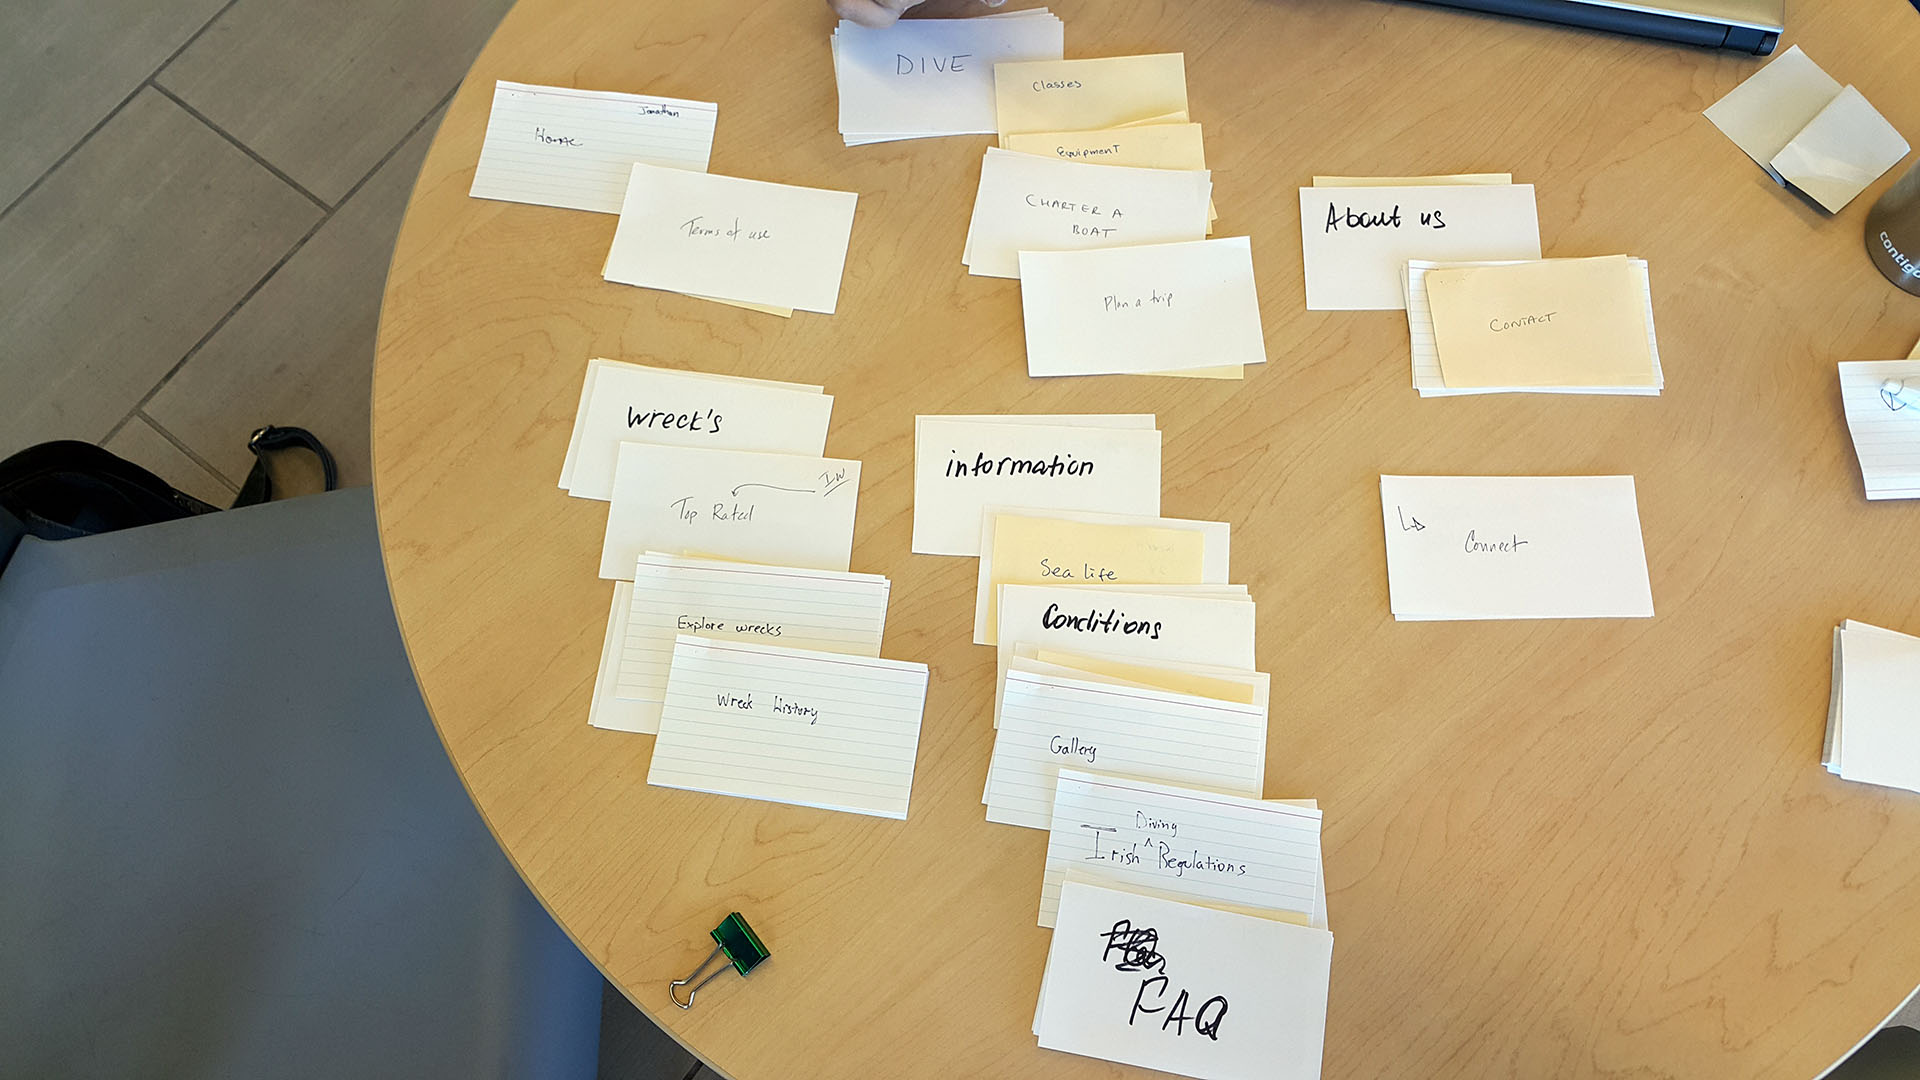 DIVE
Classes
Equipment
CHARTER A
BOAT
Plan a trip
Jonathan
Home
Terms of use
About us
CONTACT
contigo
Wreck's
IW
Top Rated
Explore wrecks
Wreck History
information
Sea life
Conditions
Gallery
Diving
Irish ^ Regulations
FAQ
Connect